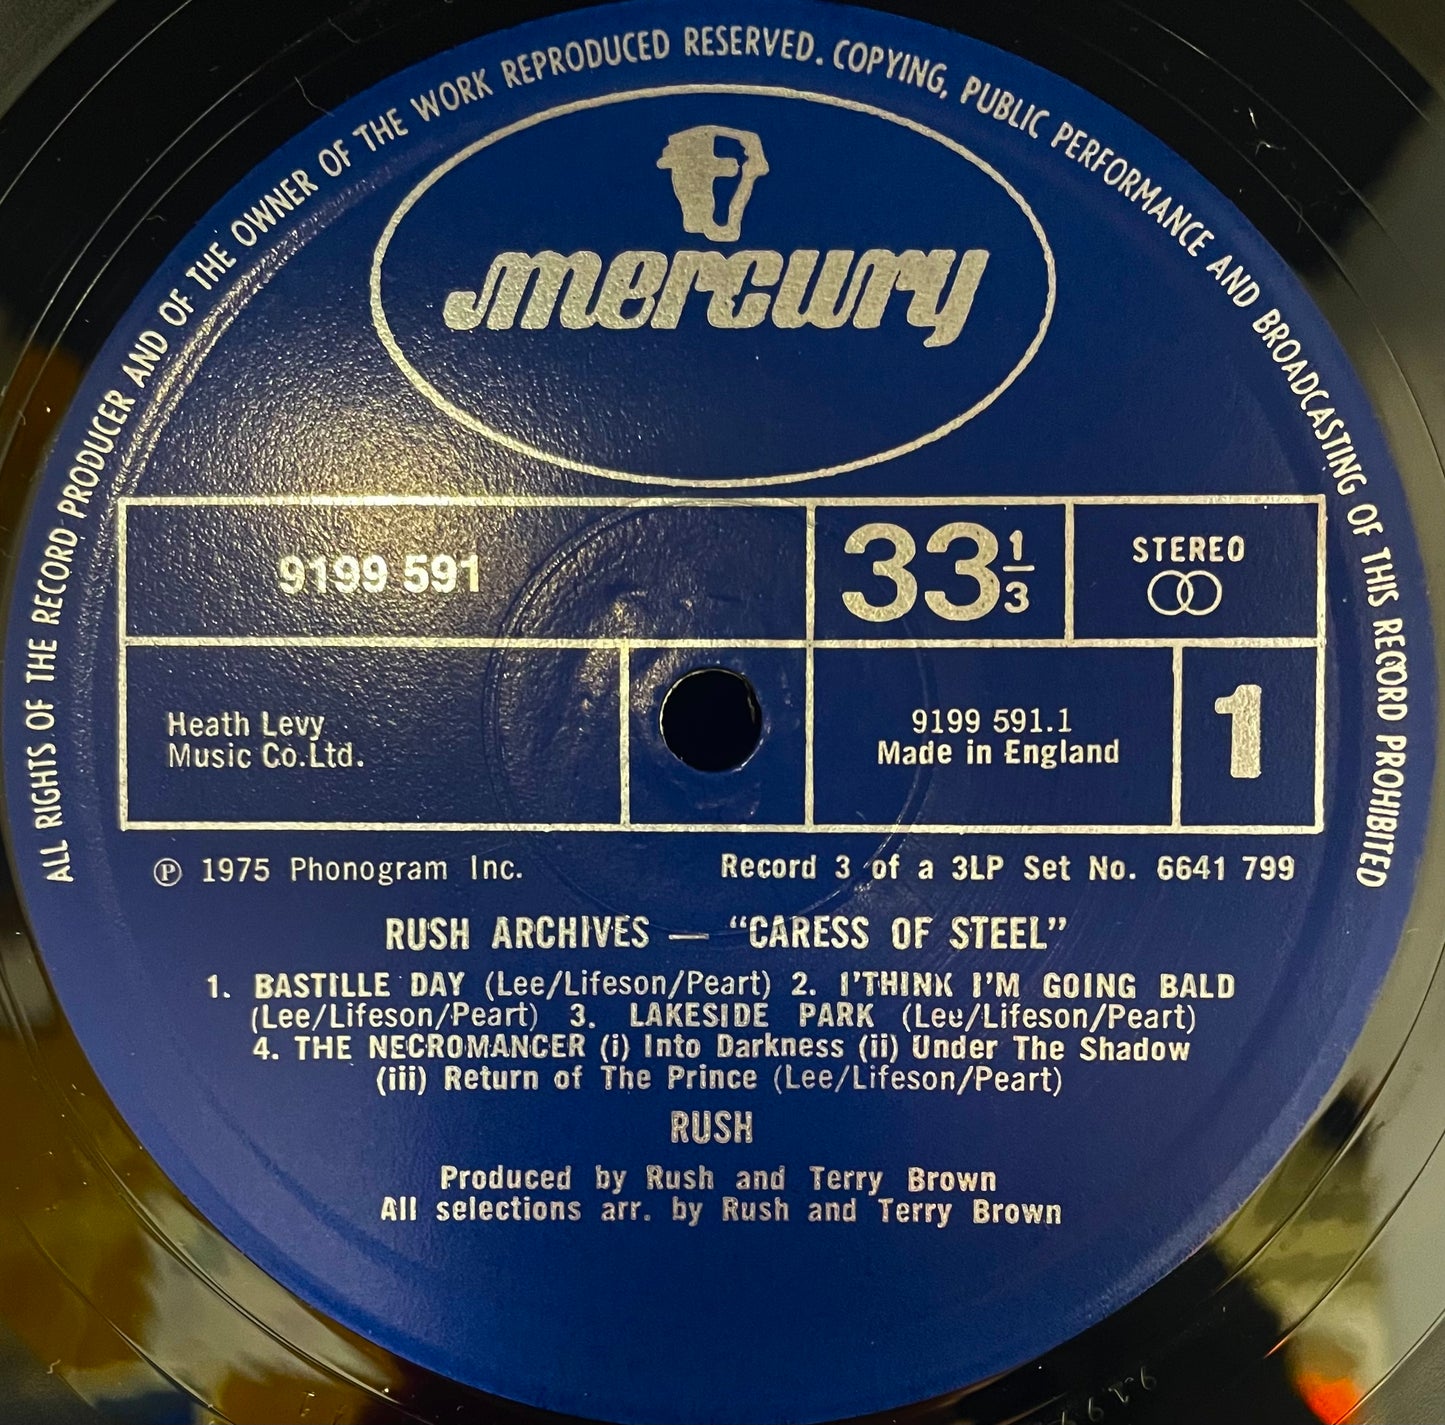 ALL RIGHTS OF THE RECORD PRODUCER AND OF THE OWNER OF THE WORK REPRODUCED RESERVED. COPYING, PUBLIC PERFORMANCE AND BROADCASTING OF THIS RECORD PROHIBITED
mercury
9199 591
33 1/3
STEREO
Heath Levy
Music Co.Ltd.
9199 591.1
Made in England
1
℗ 1975 Phonogram Inc.
Record 3 of a 3LP Set No. 6641 799
RUSH ARCHIVES — "CARESS OF STEEL"
1. BASTILLE DAY (Lee/Lifeson/Peart) 2. I'THINK I'M GOING BALD
(Lee/Lifeson/Peart) 3. LAKESIDE PARK (Lee/Lifeson/Peart)
4. THE NECROMANCER (i) Into Darkness (ii) Under The Shadow
(iii) Return of The Prince (Lee/Lifeson/Peart)
RUSH
Produced by Rush and Terry Brown
All selections arr. by Rush and Terry Brown